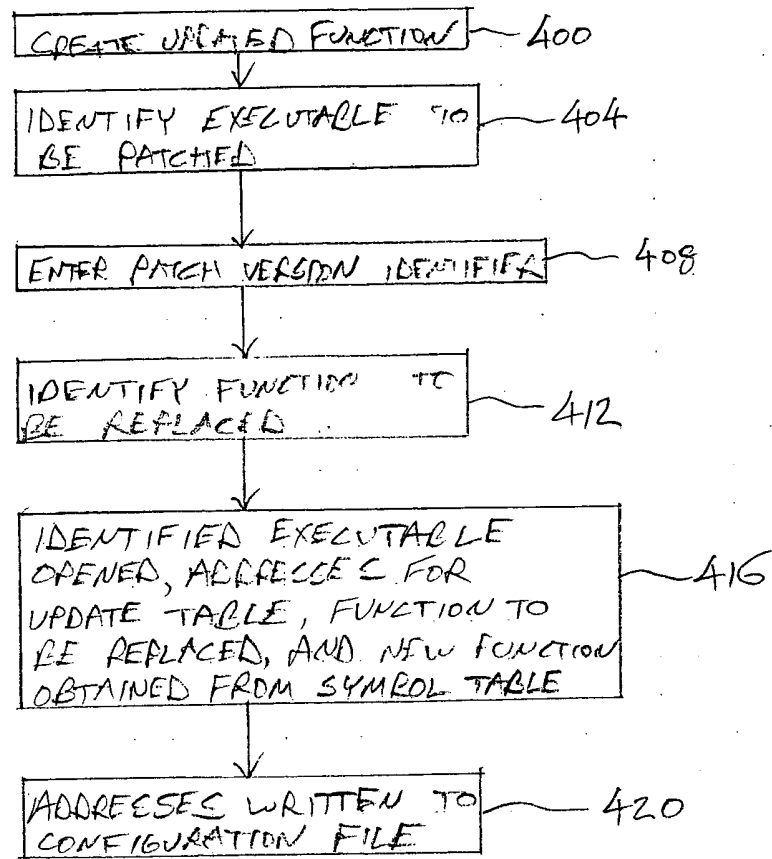 CREATE UPDATED FUNCTION 400
IDENTIFY EXECUTABLE TO 404
BE PATCHED
ENTER PATCH VERSION IDENTIFIER 408
IDENTIFY FUNCTION TO
BE REPLACED 412
IDENTIFIED EXECUTABLE
OPENED, ADDRESSES FOR 416
UPDATE TABLE, FUNCTION TO
BE REPLACED, AND NEW FUNCTION
OBTAINED FROM SYMBOL TABLE
ADDRESSES WRITTEN TO 420
CONFIGURATION FILE